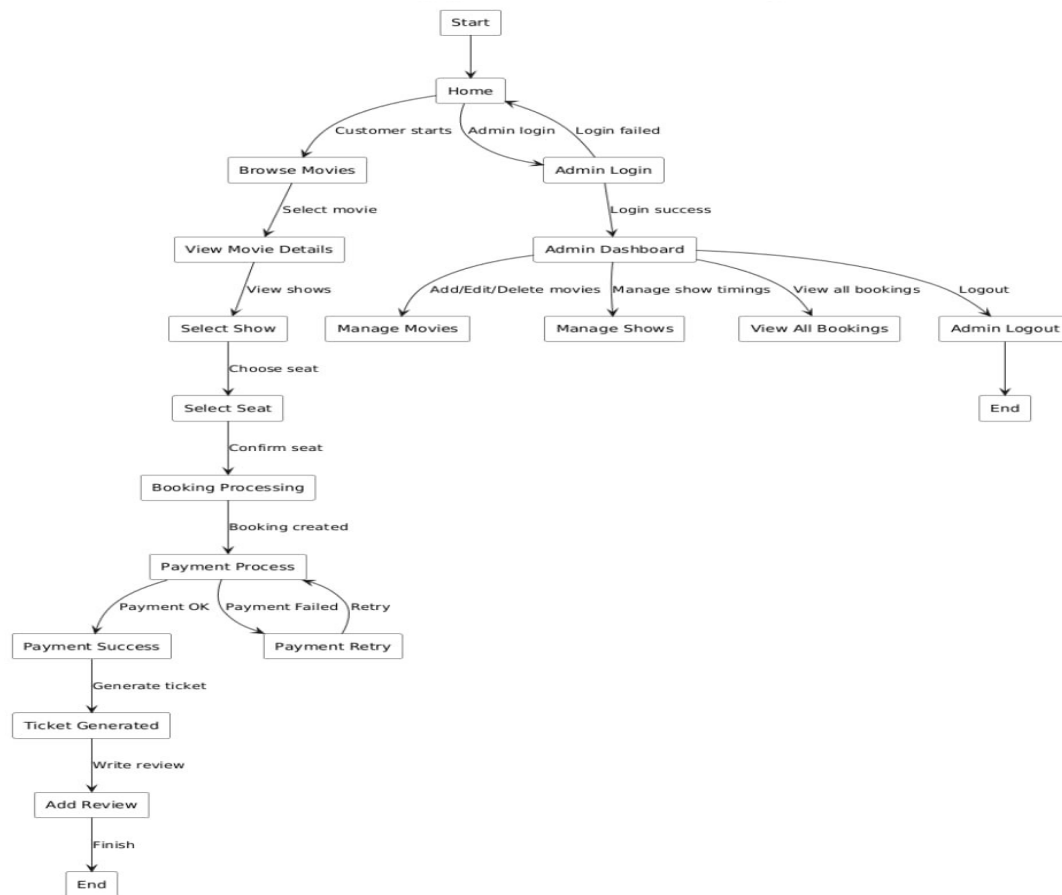 Start
Home
Customer starts
Admin login
Login failed
Browse Movies
Admin Login
Select movie
Login success
View Movie Details
Admin Dashboard
View shows
Add/Edit/Delete movies
Manage show timings
View all bookings
Logout
Select Show
Manage Movies
Manage Shows
View All Bookings
Admin Logout
Choose seat
Select Seat
End
Confirm seat
Booking Processing
Booking created
Payment Process
Payment OK
Payment Failed
Retry
Payment Success
Payment Retry
Generate ticket
Ticket Generated
Write review
Add Review
Finish
End